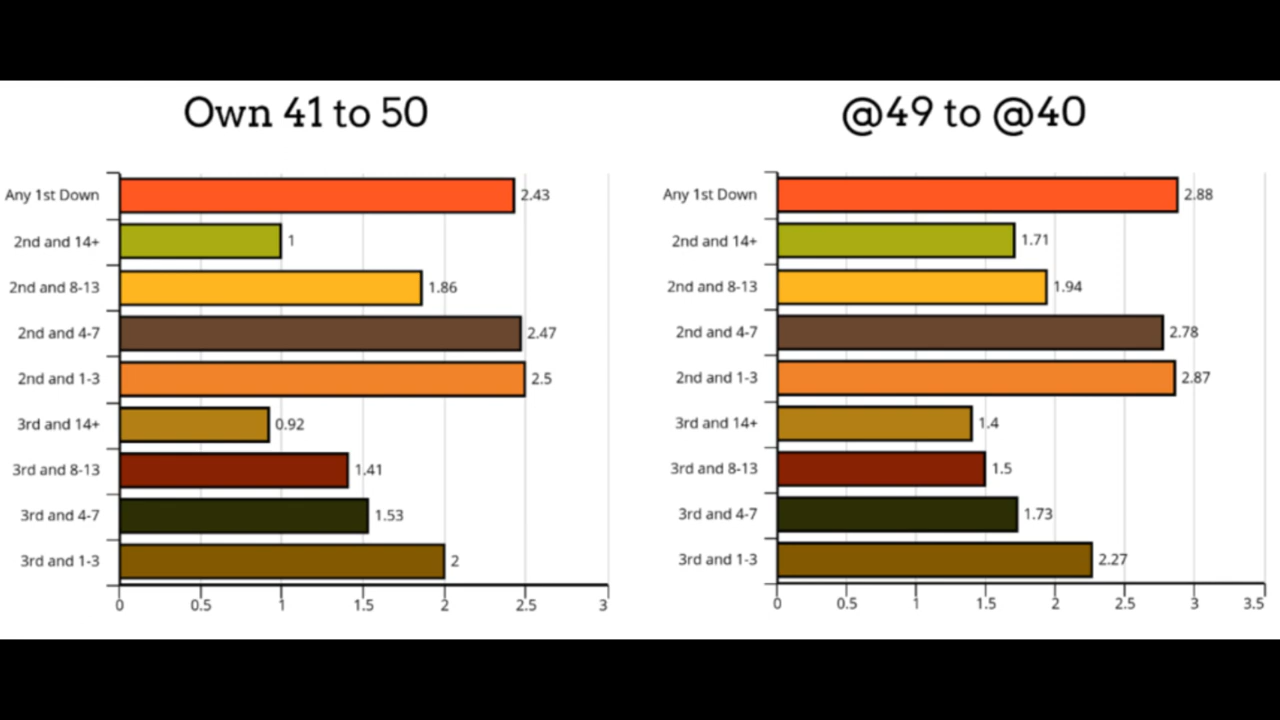 Own 41 to 50
Any 1st Down 2.43
2nd and 14+ 1
2nd and 8-13 1.86
2nd and 4-7 2.47
2nd and 1-3 2.5
3rd and 14+ 0.92
3rd and 8-13 1.41
3rd and 4-7 1.53
3rd and 1-3 2
0 0.5 1 1.5 2 2.5 3
@49 to @40
Any 1st Down 2.88
2nd and 14+ 1.71
2nd and 8-13 1.94
2nd and 4-7 2.78
2nd and 1-3 2.87
3rd and 14+ 1.4
3rd and 8-13 1.5
3rd and 4-7 1.73
3rd and 1-3 2.27
0 0.5 1 1.5 2 2.5 3 3.5